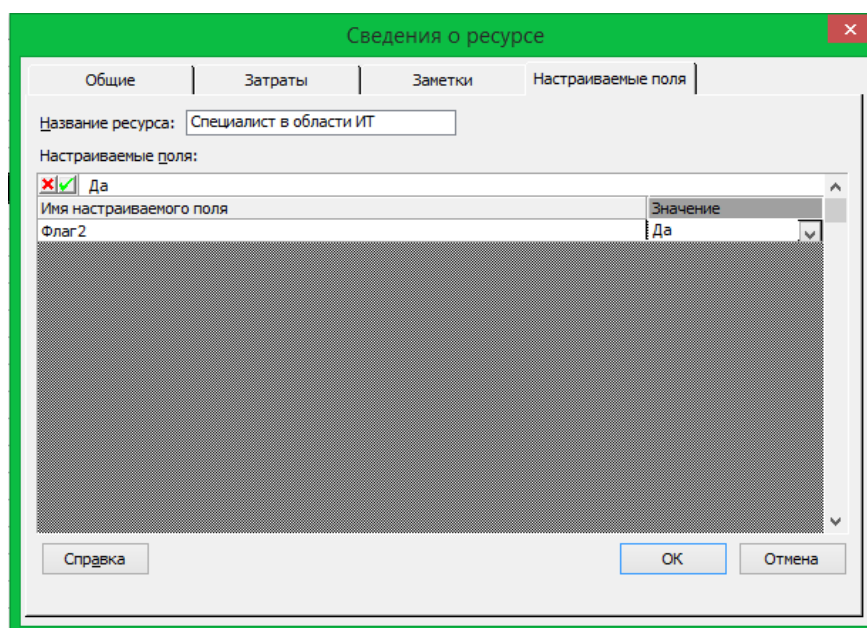 Сведения о ресурсе
Общие Затраты Заметки Настраиваемые поля
Название ресурса: Специалист в области ИТ
Настраиваемые поля:
Да
Имя настраиваемого поля Значение
Флаг2 Да
Справка ОК Отмена